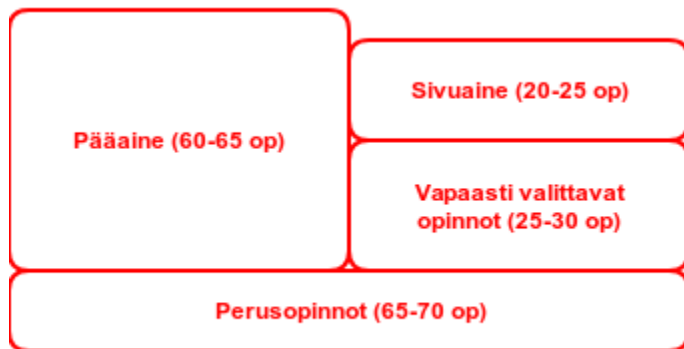 Pääaine (60-65 op)
Sivuaine (20-25 op)
Vapaasti valittavat
opinnot (25-30 op)
Perusopinnot (65-70 op)